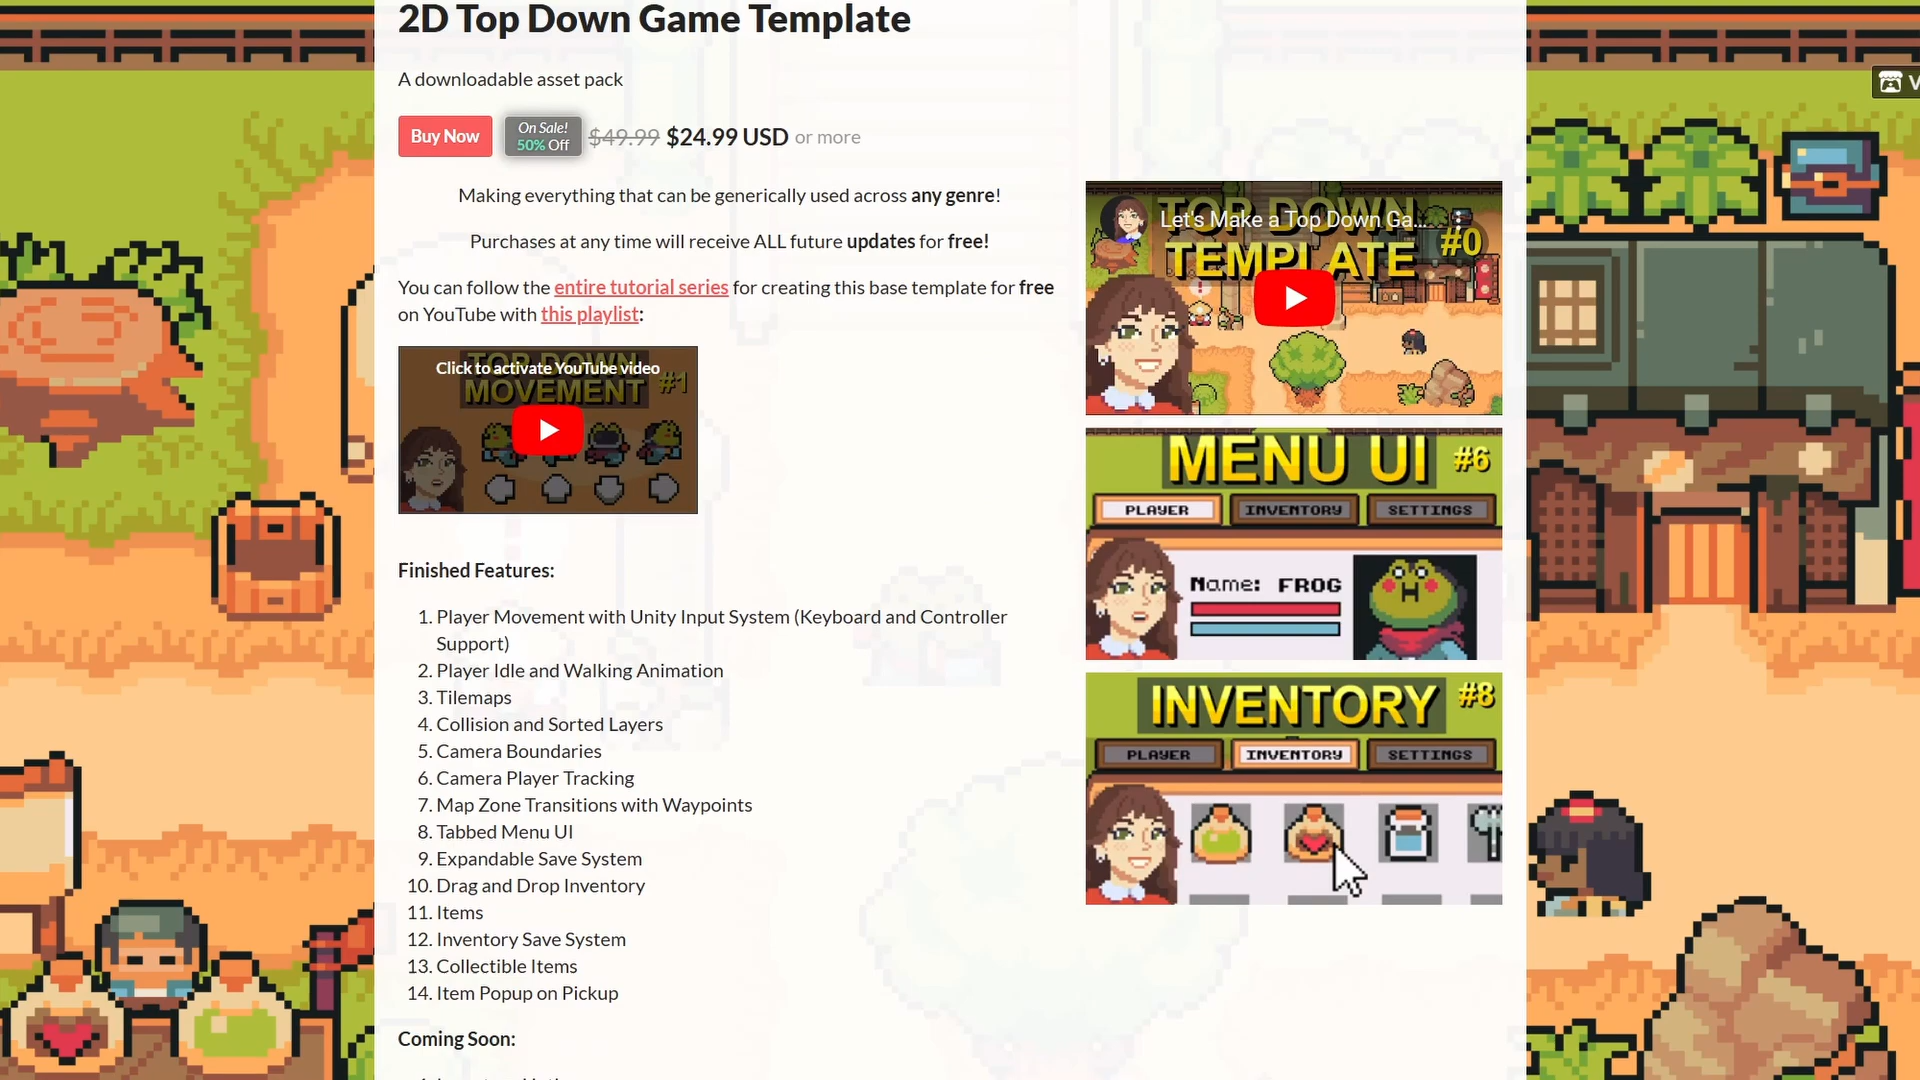 2D Top Down Game Template
A downloadable asset pack
Buy Now
On Sale!
50% Off
$49.99 $24.99 USD or more
Making everything that can be generically used across any genre!
Purchases at any time will receive ALL future updates for free!
You can follow the entire tutorial series for creating this base template for free
on YouTube with this playlist:
TOP DOWN
Click to activate YouTube video
MOVEMENT #1
Finished Features:
1. Player Movement with Unity Input System (Keyboard and Controller
Support)
2. Player Idle and Walking Animation
3. Tilemaps
4. Collision and Sorted Layers
5. Camera Boundaries
6. Camera Player Tracking
7. Map Zone Transitions with Waypoints
8. Tabbed Menu UI
9. Expandable Save System
10. Drag and Drop Inventory
11. Items
12. Inventory Save System
13. Collectible Items
14. Item Popup on Pickup
Coming Soon:
TOP DOWN
Let's Make a Top Down Ga...
TEMPLATE #0
MENU UI #6
PLAYER INVENTORY SETTINGS
Name: FROG
INVENTORY #8
PLAYER INVENTORY SETTINGS
V